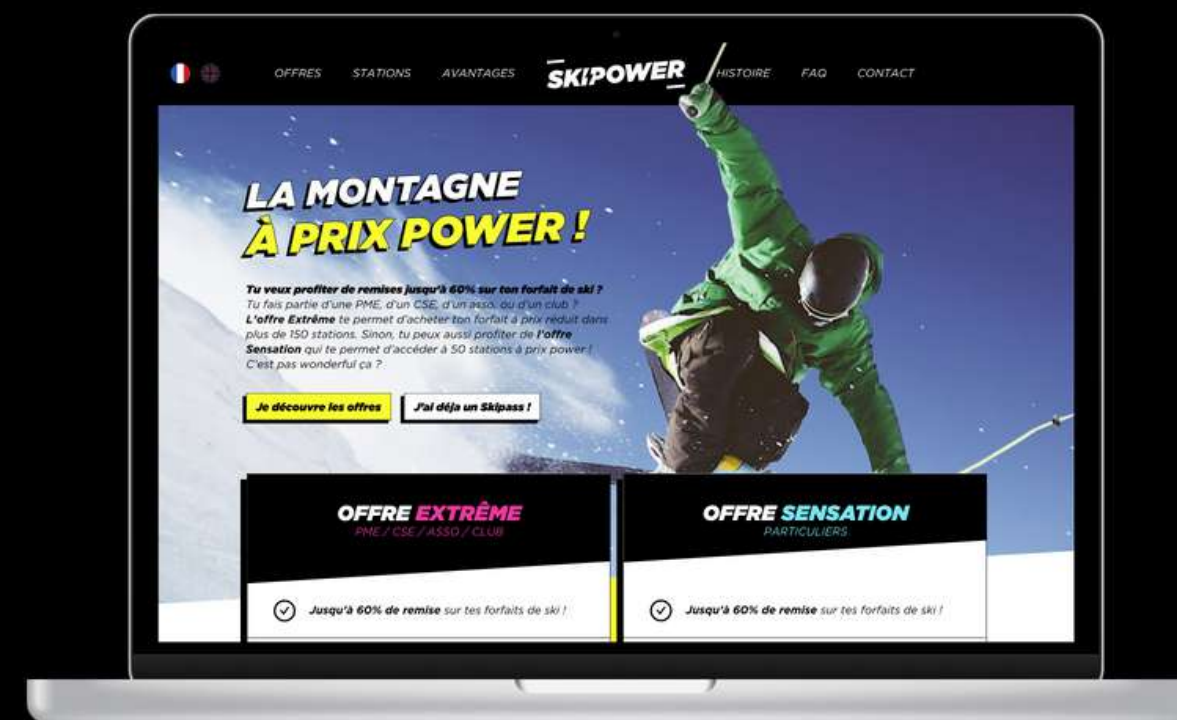 OFFRES STATIONS AVANTAGES SKIPOWER HISTOIRE FAQ CONTACT
LA MONTAGNE
À PRIX POWER !
Tu veux profiter de remises jusqu'à 60% sur ton forfait de ski ?
Tu fais partie d'une PME, d'un CSE, d'un asso, ou d'un club ?
L'offre Extrême te permet d'acheter ton forfait à prix réduit dans
plus de 150 stations. Sinon, tu peux aussi profiter de l'offre
Sensation qui te permet d'accéder à 50 stations à prix power !
C'est pas wonderful ça ?
Je découvre les offres
J'ai déja un Skipass !
OFFRE EXTRÊME
PME / CSE / ASSO / CLUB
Jusqu'à 60% de remise sur tes forfaits de ski !
OFFRE SENSATION
PARTICULIERS
Jusqu'à 60% de remise sur tes forfaits de ski !